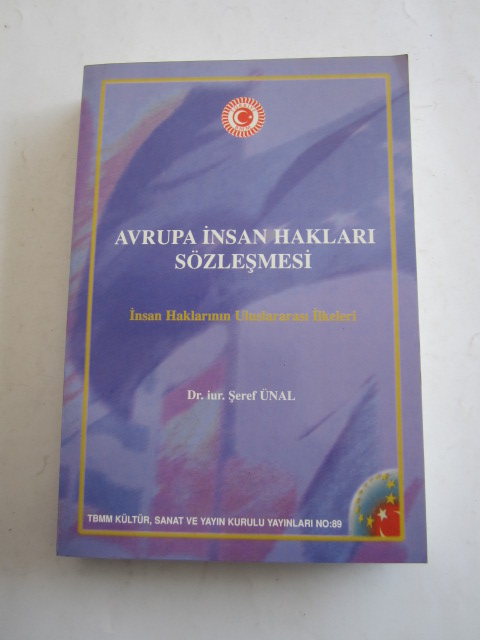 AVRUPA İNSAN HAKLARI
SÖZLEŞMESİ
İnsan Haklarının Uluslararası İlkeleri
Dr. iur. Şeref ÜNAL
TBMM KÜLTÜR, SANAT VE YAYIN KURULU YAYINLARI NO:89